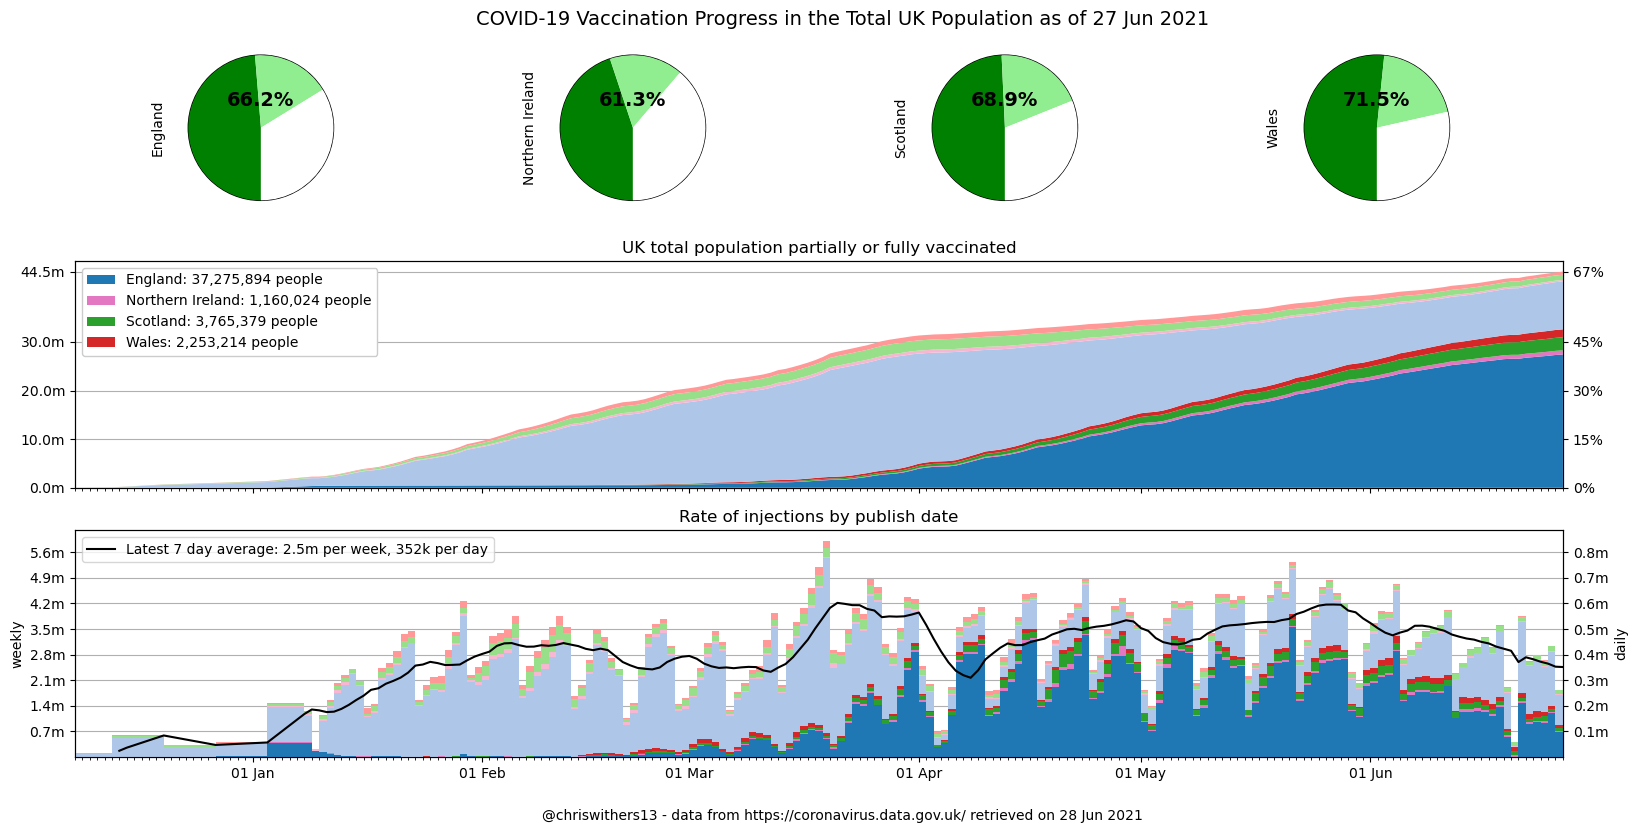 COVID-19 Vaccination Progress in the Total UK Population as of 27 Jun 2021
England
66.2%
Northern Ireland
61.3%
Scotland
68.9%
Wales
71.5%
UK total population partially or fully vaccinated
44.5m
30.0m
20.0m
10.0m
0.0m
England: 37,275,894 people
Northern Ireland: 1,160,024 people
Scotland: 3,765,379 people
Wales: 2,253,214 people
67%
45%
30%
15%
0%
Rate of injections by publish date
weekly
5.6m
4.9m
4.2m
3.5m
2.8m
2.1m
1.4m
0.7m
Latest 7 day average: 2.5m per week, 352k per day
0.8m
0.7m
0.6m
0.5m
0.4m
0.3m
0.2m
0.1m
daily
01 Jan
01 Feb
01 Mar
01 Apr
01 May
01 Jun
@chriswithers13 - data from https://coronavirus.data.gov.uk/ retrieved on 28 Jun 2021